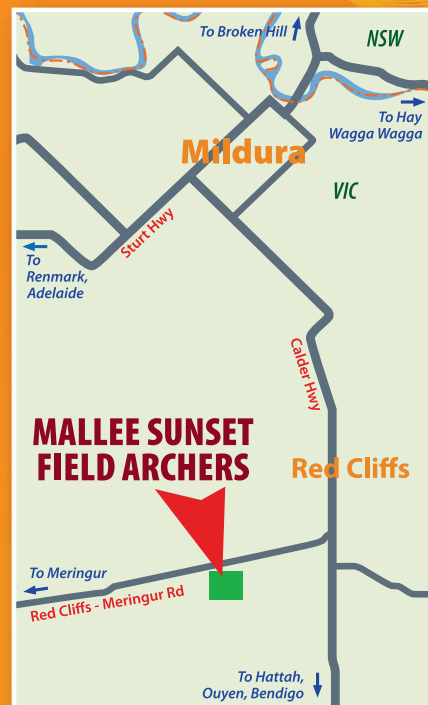 To Broken Hill
NSW
To Hay
Wagga Wagga
Mildura
VIC
Sturt Hwy
To
Renmark,
Adelaide
Calder Hwy
MALLEE SUNSET
FIELD ARCHERS
Red Cliffs
To Meringur
Red Cliffs - Meringur Rd
To Hattah,
Ouyen, Bendigo